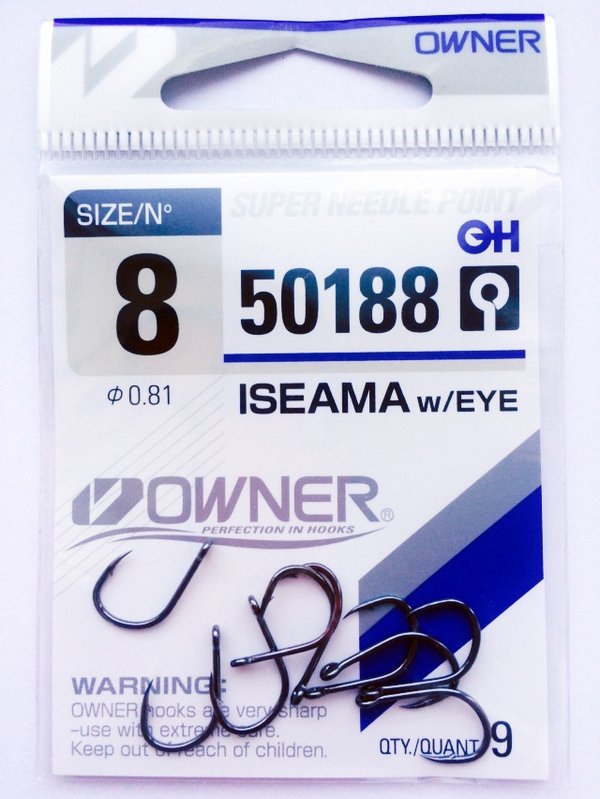 OWNER
SIZE/N°
SUPER NEEDLE POINT
8
50188
φ0.81
ISEAMA w/EYE
OWNER®
PERFECTION IN HOOKS
WARNING:
OWNER hooks are very sharp
–use with extreme care.
Keep out of reach of children.
QTY./QUANT 9